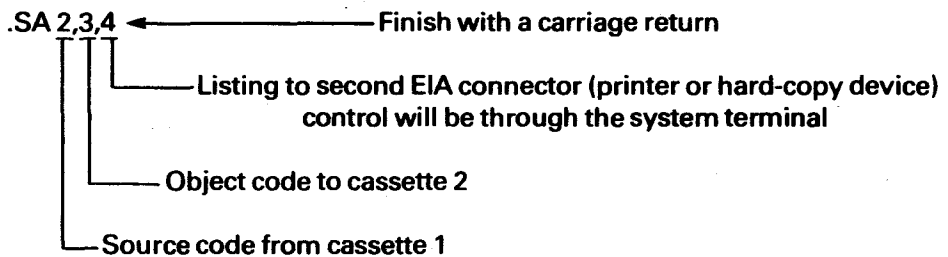 .SA 2,3,4 Finish with a carriage return
Listing to second EIA connector (printer or hard-copy device)
control will be through the system terminal
Object code to cassette 2
Source code from cassette 1